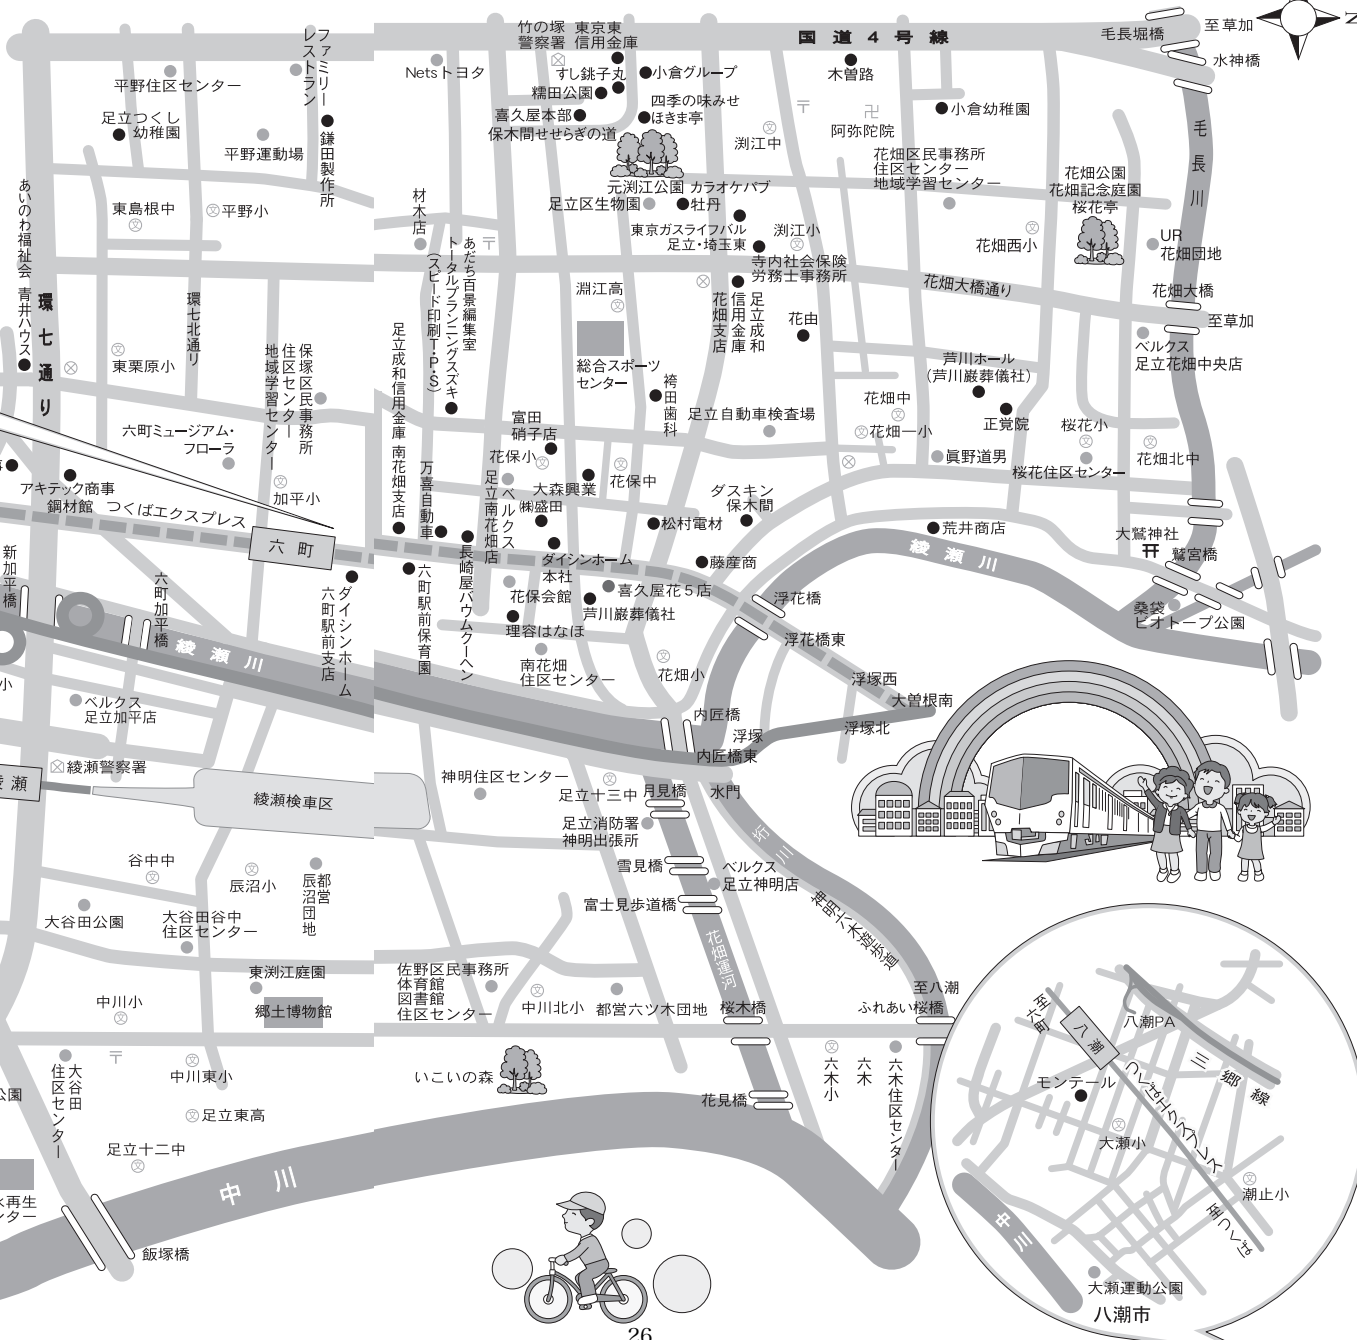 竹の塚
警察署
東京東
信用金庫
国道4号線
毛長堀橋
至草加
水神橋
N
ファミリー
レストラン
平野住区センター
Netsトヨタ
すし銚子丸
小倉グループ
木曽路
糯田公園
四季の味みせ
ほきま亭
喜久屋本部
保木間せせらぎの道
小倉幼稚園
阿弥陀院
渕江中
足立つくし
幼稚園
平野運動場
鎌田製作所
毛長川
花畑区民事務所
住区センター
地域学習センター
花畑公園
花畑記念庭園
桜花亭
元渕江公園
カラオケパブ
牡丹
足立区生物園
あいのわ福祉会 青井ハウス
東島根中
平野小
材木店
東京ガスライフバル
足立・埼玉東
渕江小
花畑西小
UR
花畑団地
寺内社会保険
労務士事務所
あだち百景編集室
トータルプランニングスズキ
(スピード印刷T・P・S)
淵江高
足立成和
信用金庫
花畑支店
花由
花畑大橋通り
花畑大橋
至草加
環七通り
環七北通り
足立成和信用金庫 南花畑支店
総合スポーツ
センター
芦川ホール
(芦川巌葬儀社)
ベルクス
足立花畑中央店
東栗原小
保塚区民事務所
住区センター
地域学習センター
袴田歯科
足立自動車検査場
花畑中
花畑一小
正覚院
桜花小
富田
硝子店
六町ミュージアム・
フローラ
花保小
花保中
眞野道男
桜花住区センター
花畑北中
アキテック商事
鋼材館
加平小
万喜自動車
ベルクス
足立南花畑店
大森興業
㈱盛田
ダスキン
保木間
松村電材
荒井商店
大鷲神社
鷲宮橋
つくばエクスプレス
六町
新加平橋
六町加平橋
ダイシンホーム
六町駅前支店
六町駅前保育園
長崎屋バウムクーヘン
ダイシンホーム
本社
藤産商
綾瀬川
喜久屋花5店
花保会館
芦川巌葬儀社
理容はなほ
浮花橋
浮花橋東
桑袋
ビオトープ公園
綾瀬川
南花畑
住区センター
花畑小
浮塚西
大曽根南
浮塚北
浮塚
内匠橋
内匠橋東
ベルクス
足立加平店
綾瀬警察署
綾瀬検車区
神明住区センター
足立十三中
月見橋
水門
垳川
足立消防署
神明出張所
雪見橋
ベルクス
足立神明店
富士見歩道橋
神明六木遊歩道
花畑運河
谷中中
辰沼小
都営
辰沼団地
大谷田公園
大谷田谷中
住区センター
東渕江庭園
郷土博物館
中川小
佐野区民事務所
体育館
図書館
住区センター
中川北小
都営六ツ木団地
桜木橋
至八潮
ふれあい桜橋
大谷田
住区センター
中川東小
足立東高
足立十二中
いこいの森
花見橋
六木小
六木
六木住区センター
中川
飯塚橋
至六町
八潮
八潮PA
三郷線
モンテール
つくばエクスプレス
大瀬小
潮止小
至つくば
中川
大瀬運動公園
八潮市
26